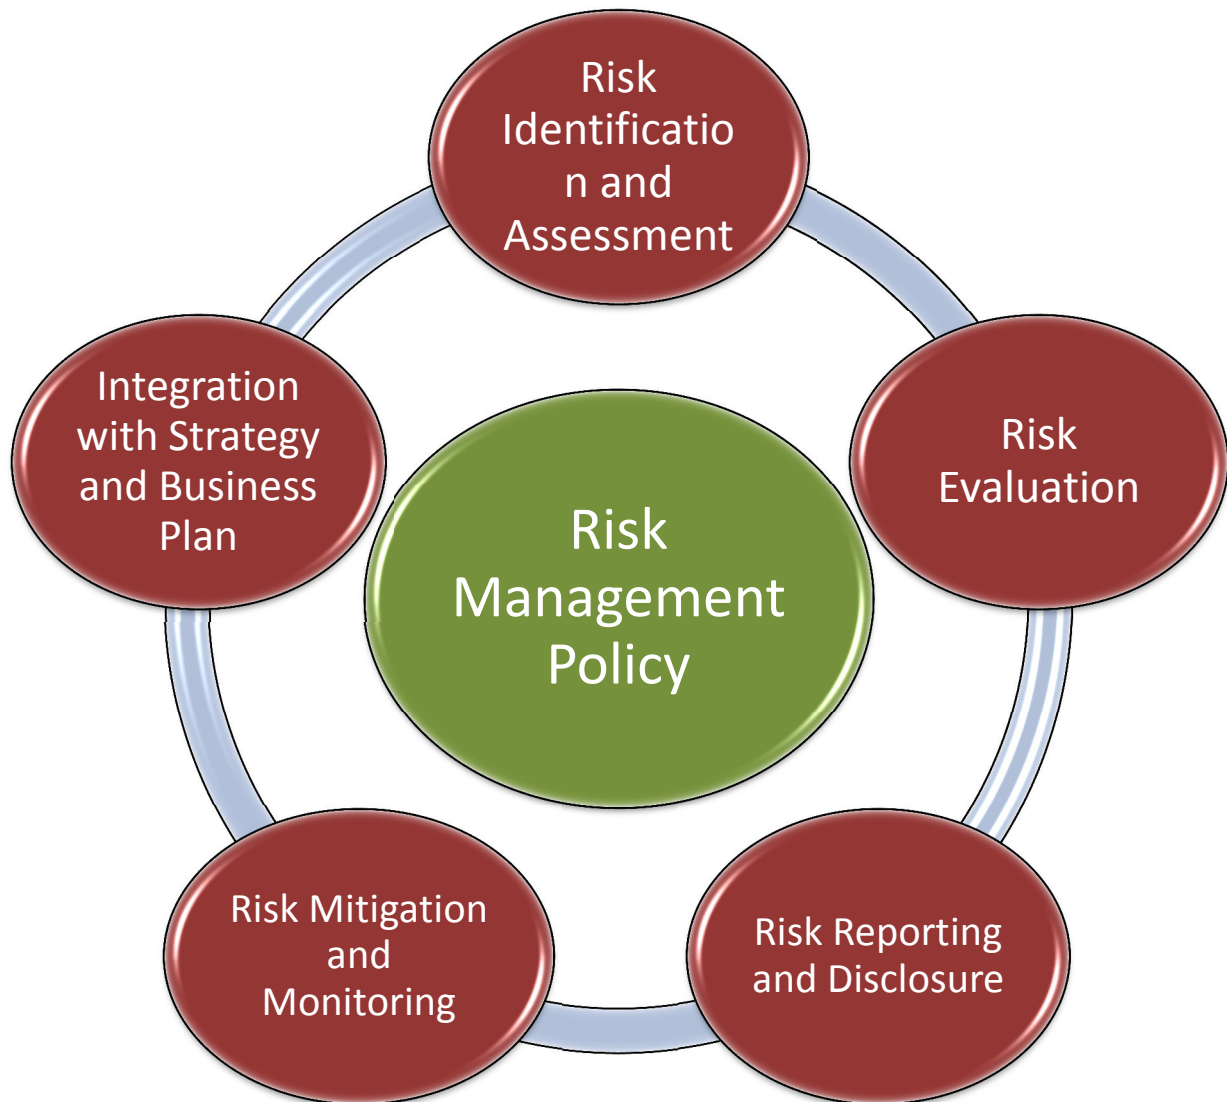 Risk
Identificatio
n and
Assessment
Integration
with Strategy
and Business
Plan
Risk
Evaluation
Risk
Management
Policy
Risk Mitigation
and
Monitoring
Risk Reporting
and Disclosure